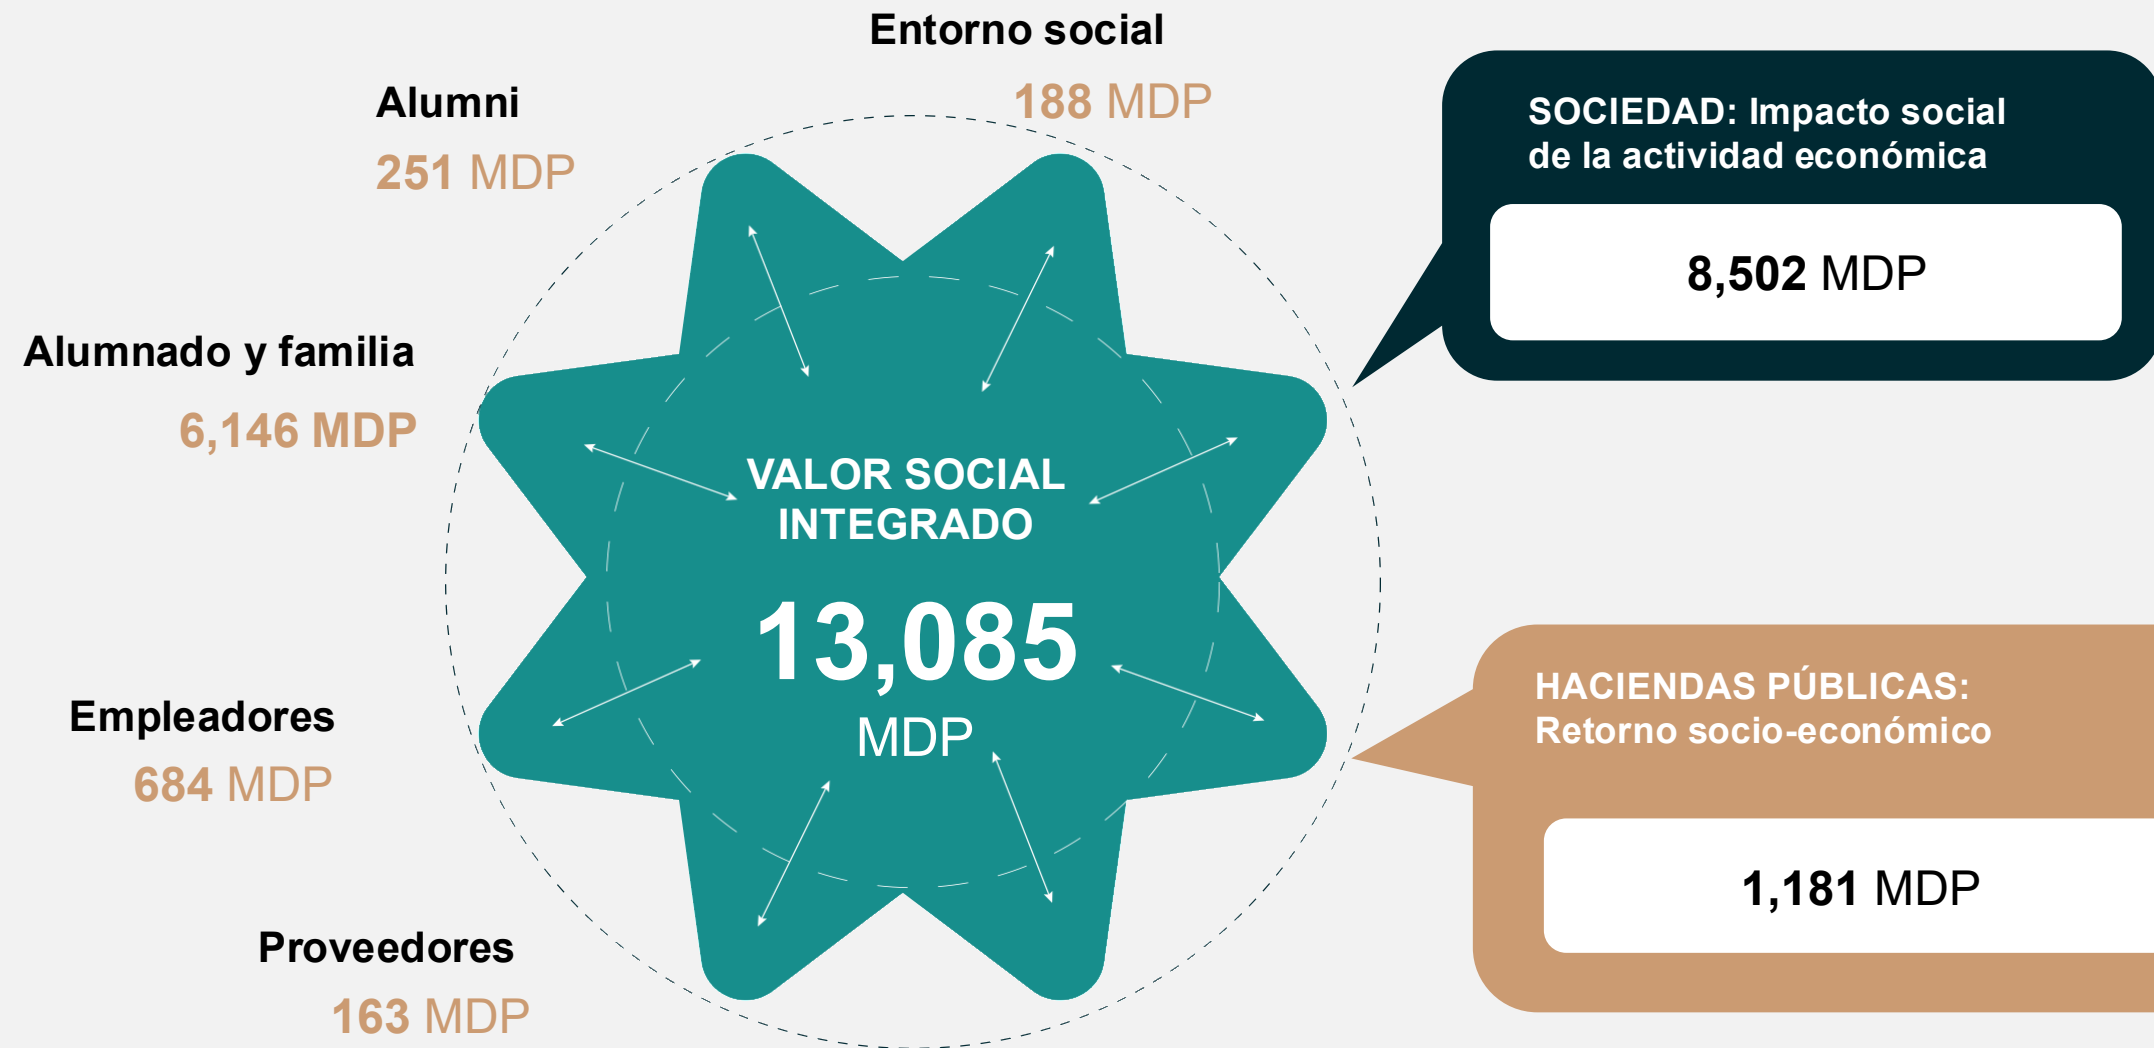 Entorno social
188 MDP
Alumni
251 MDP
Alumnado y familia
6,146 MDP
Empleadores
684 MDP
Proveedores
163 MDP
VALOR SOCIAL
INTEGRADO
13,085
MDP
SOCIEDAD: Impacto social
de la actividad económica
8,502 MDP
HACIENDAS PÚBLICAS:
Retorno socio-económico
1,181 MDP